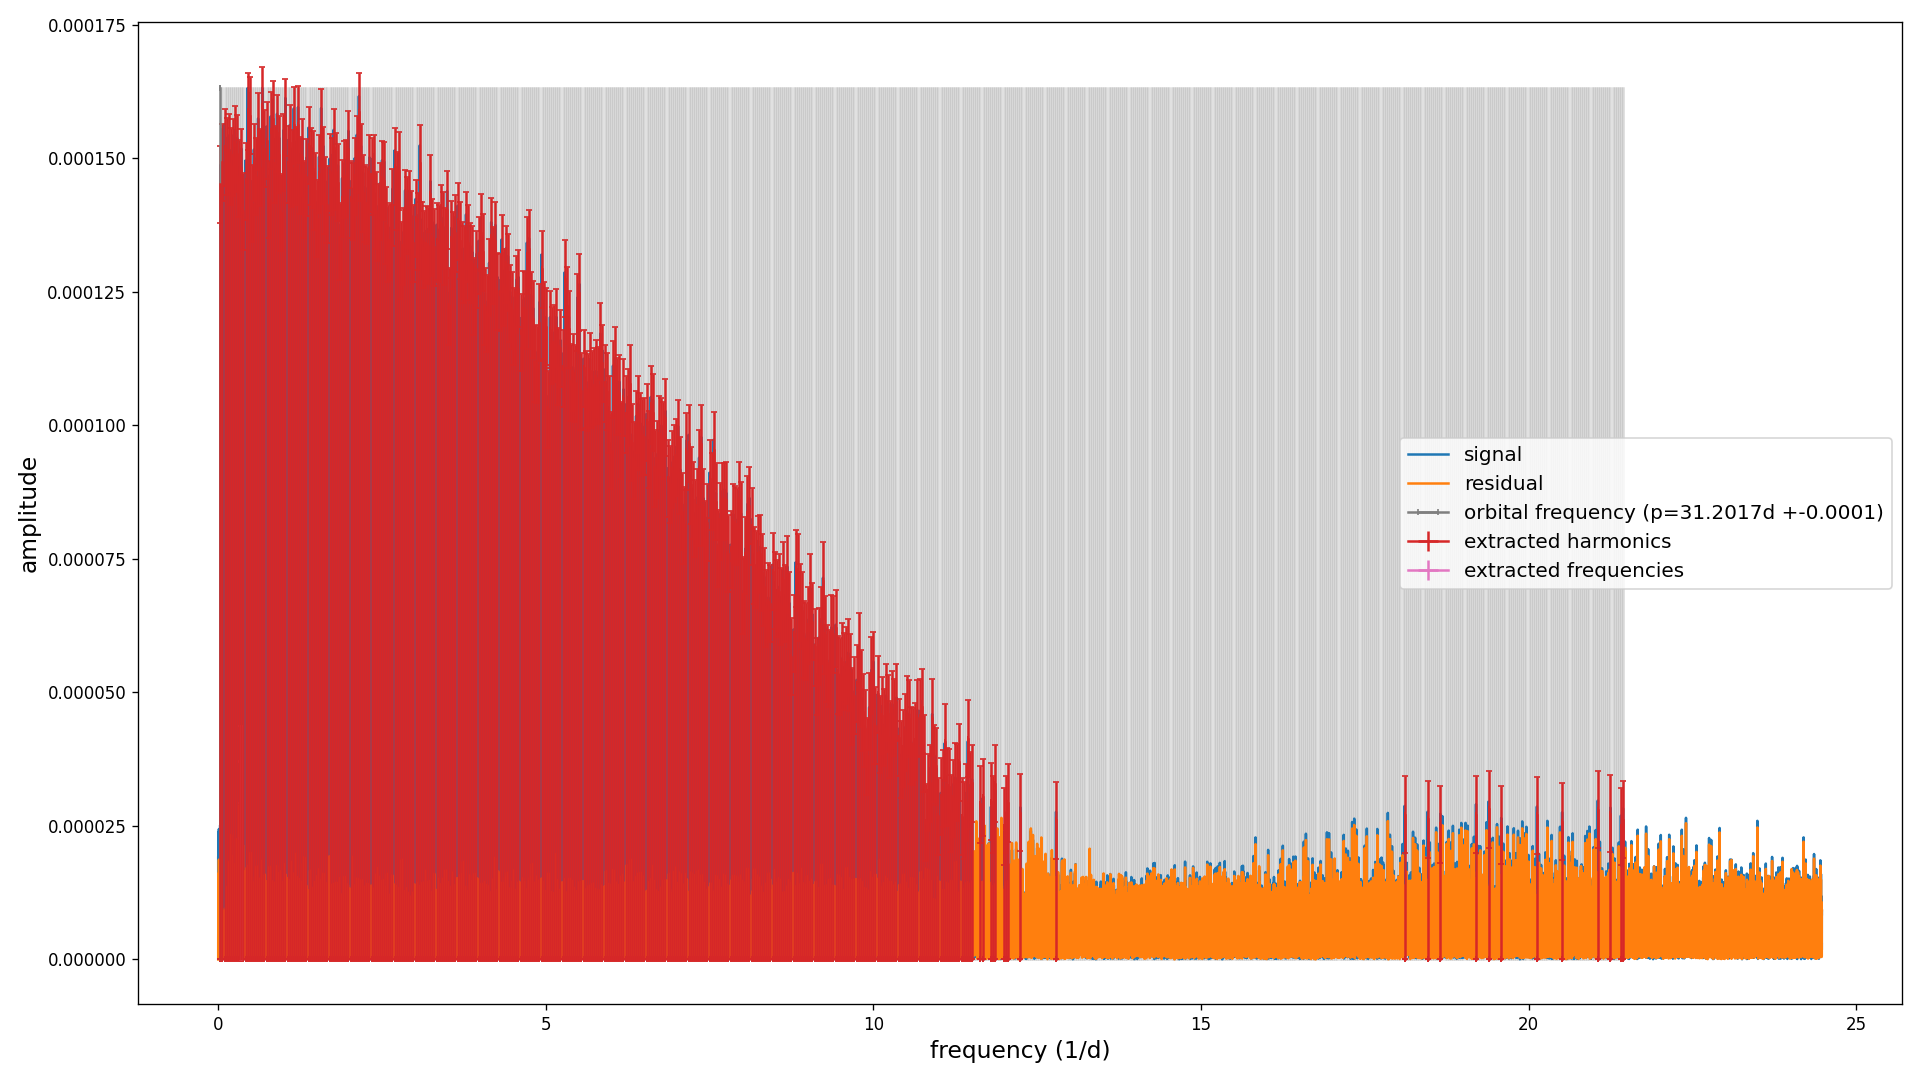 0.000175
0.000150
0.000125
0.000100
0.000075
0.000050
0.000025
0.000000
amplitude
signal
residual
orbital frequency (p=31.2017d +-0.0001)
extracted harmonics
extracted frequencies
0 5 10 15 20 25
frequency (1/d)